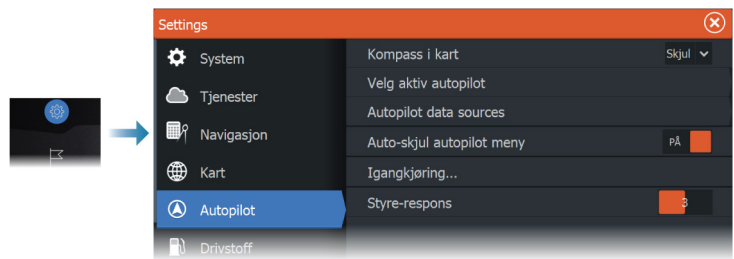 Settings
System
Tjenester
Navigasjon
Kart
Autopilot
Drivstoff
Kompass i kart Skjul
Velg aktiv autopilot
Autopilot data sources
Auto-skjul autopilot meny PÅ
Igangkjøring...
Styre-respons 3